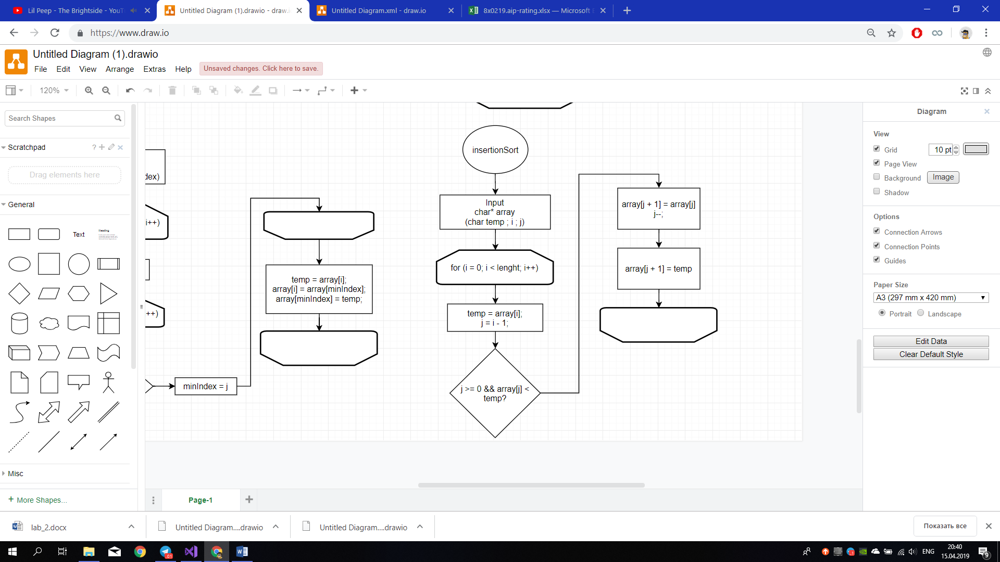 Lil Peep - The Brightside - YouT
Untitled Diagram (1).drawio - draw.i
Untitled Diagram.xml - draw.io
8x0219.aip-rating.xlsx — Microsoft E
https://www.draw.io
Untitled Diagram (1).drawio
File Edit View Arrange Extras Help
Unsaved changes. Click here to save.
120%
Search Shapes
Scratchpad
?
Drag elements here
General
Text
Heading
Misc
+ More Shapes...
dex)
i++)
++)
minIndex = j
temp = array[i];
array[i] = array[minIndex];
array[minIndex] = temp;
insertionSort
Input
char* array
(char temp ; i ; j)
for (i = 0; i < lenght; i++)
temp = array[i];
j = i - 1;
j >= 0 && array[j] <
temp?
array[j + 1] = array[j]
j--;
array[j + 1] = temp
Diagram
View
Grid
10 pt
Page View
Background
Image
Shadow
Options
Connection Arrows
Connection Points
Guides
Paper Size
A3 (297 mm x 420 mm)
Portrait
Landscape
Edit Data
Clear Default Style
Page-1
lab_2.docx
Untitled Diagram....drawio
Untitled Diagram....drawio
Показать все
.01
ENG
20:40
15.04.2019
9